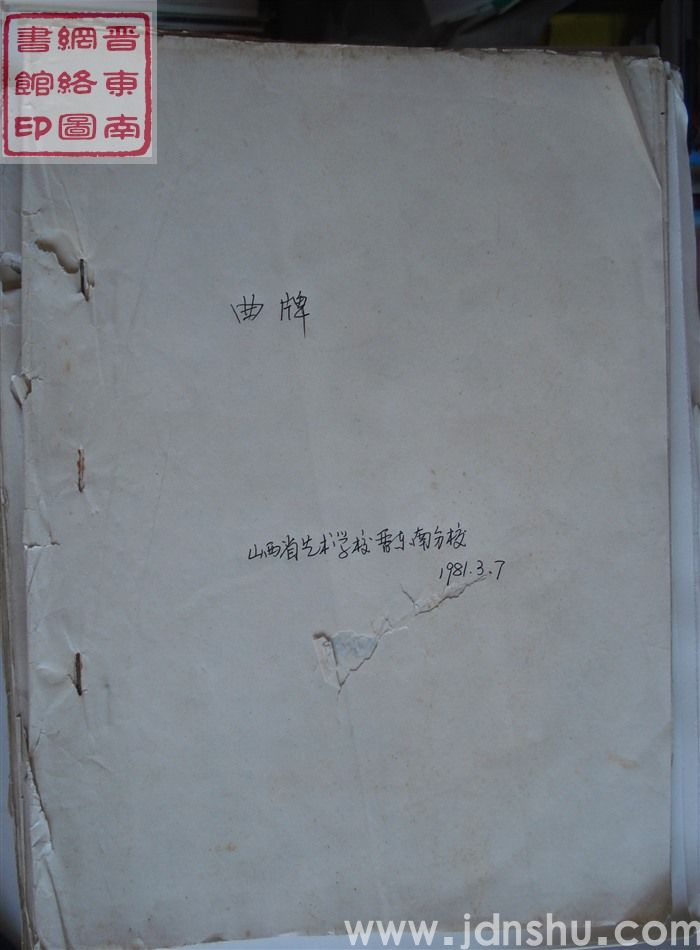 晋東南
網絡圖
書館印
曲牌
山西省艺术学校晋东南分校
1981.3.7
www.jdnshu.com